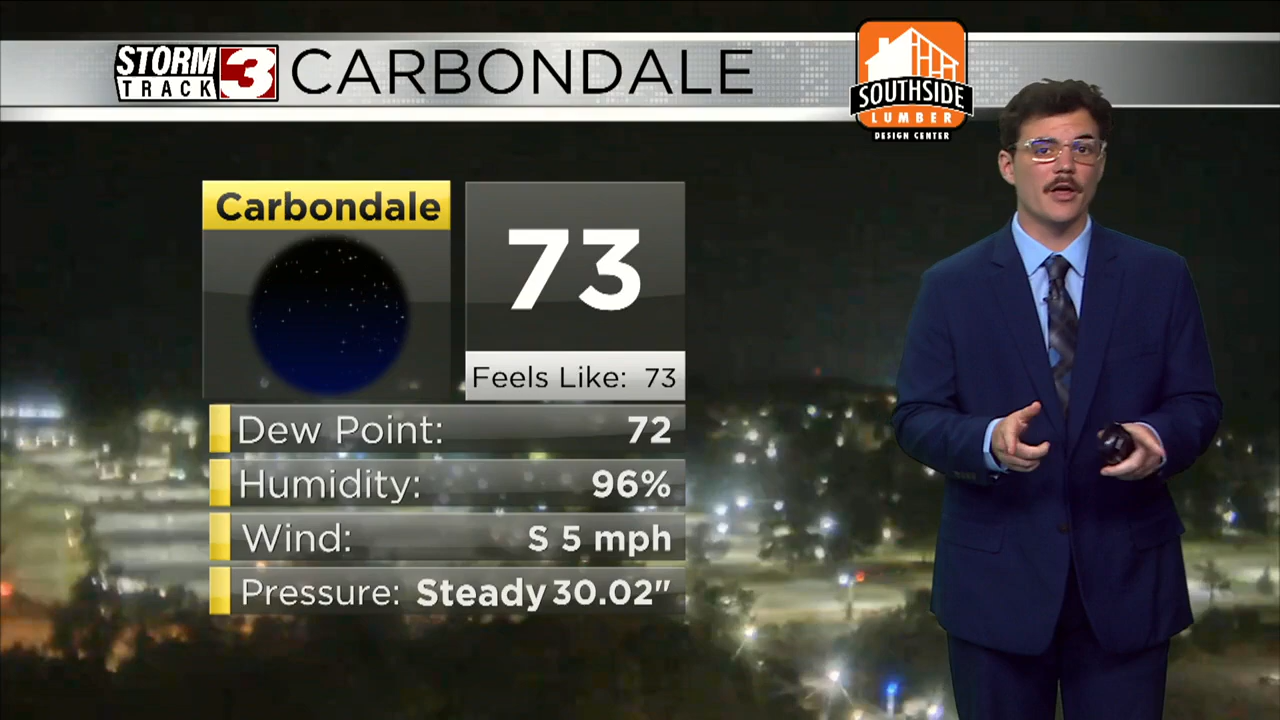 STORM
TRACK
3
CARBONDALE
SOUTHSIDE
LUMBER
DESIGN CENTER
Carbondale
73
Feels Like: 73
Dew Point: 72
Humidity: 96%
Wind: S 5 mph
Pressure: Steady 30.02"